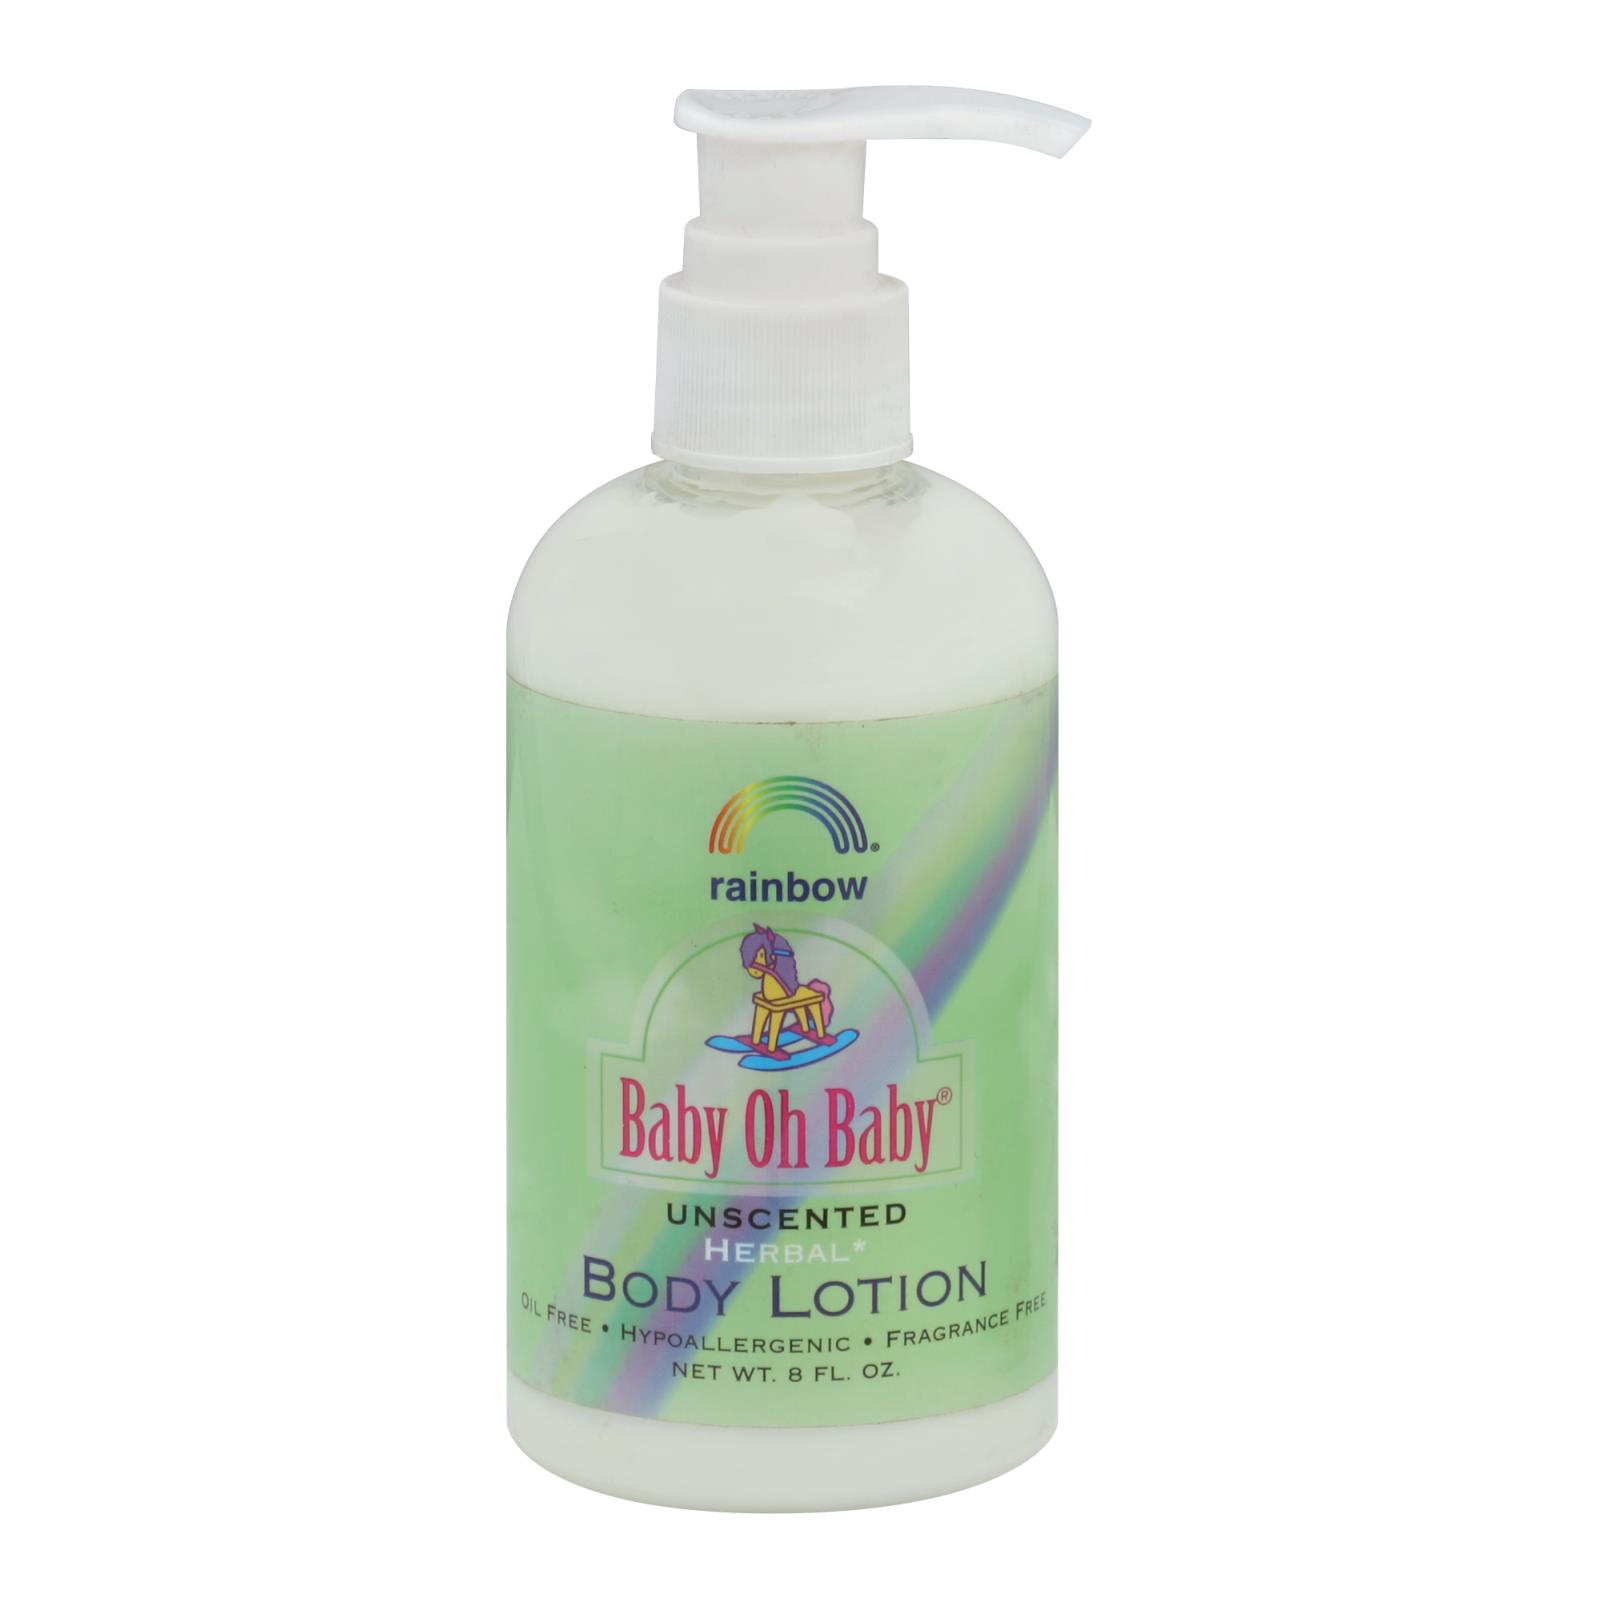 ®
rainbow
Baby Oh Baby®
UNSCENTED
HERBAL*
BODY LOTION
OIL FREE • HYPOALLERGENIC • FRAGRANCE FREE
NET WT. 8 FL. OZ.